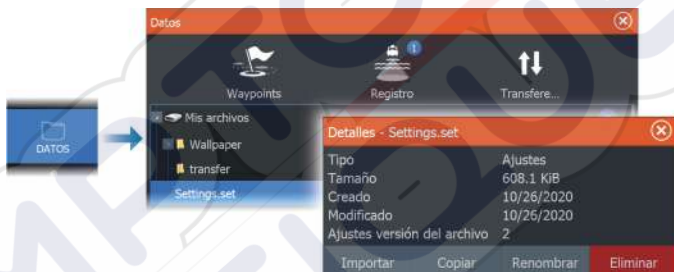 Datos
1
Waypoints
Registro
Transfere...
DATOS
Mis archivos
Wallpaper
transfer
Settings.set
Detalles - Settings.set
Tipo Ajustes
Tamaño 608.1 KiB
Creado 10/26/2020
Modificado 10/26/2020
Ajustes versión del archivo 2
Importar Copiar Renombrar Eliminar